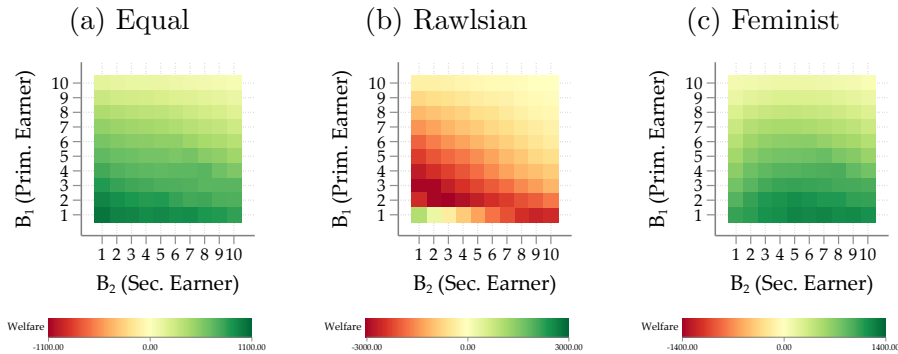 (a) Equal
(b) Rawlsian
(c) Feminist
B1 (Prim. Earner)
10
9
8
7
6
5
4
3
2
1
1 2 3 4 5 6 7 8 9 10
B2 (Sec. Earner)
Welfare
-1100.00 0.00 1100.00
B1 (Prim. Earner)
10
9
8
7
6
5
4
3
2
1
1 2 3 4 5 6 7 8 9 10
B2 (Sec. Earner)
Welfare
-3000.00 0.00 3000.00
B1 (Prim. Earner)
10
9
8
7
6
5
4
3
2
1
1 2 3 4 5 6 7 8 9 10
B2 (Sec. Earner)
Welfare
-1400.00 0.00 1400.00